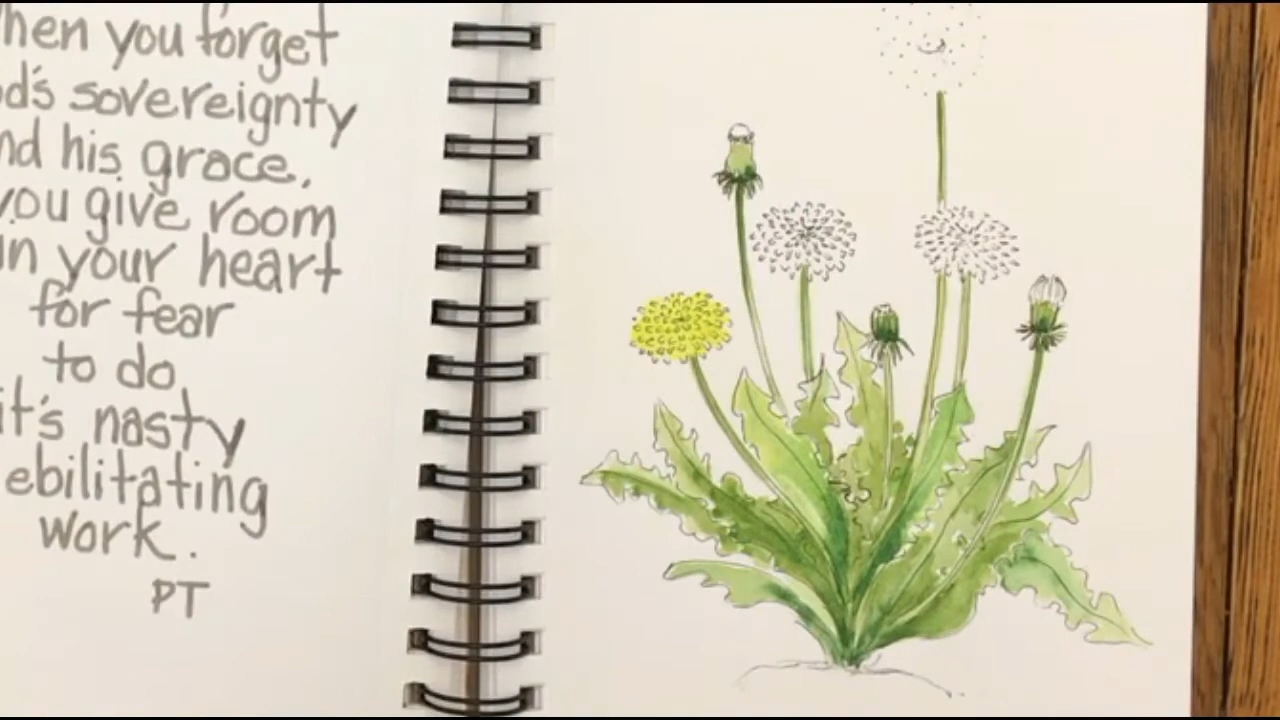 hen you forget
od's sovereignty
nd his grace,
you give room
in your heart
for fear
to do
it's nasty
ebilitating
work.
PT